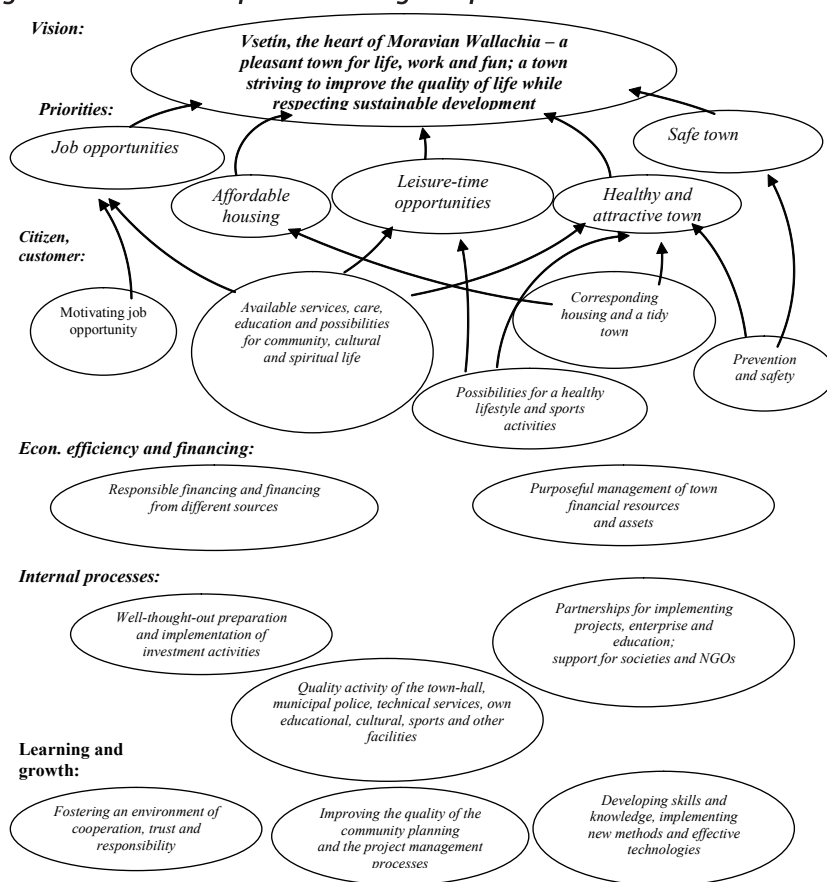 Vision:
Vsetín, the heart of Moravian Wallachia – a
pleasant town for life, work and fun; a town
striving to improve the quality of life while
respecting sustainable development
Priorities:
Job opportunities
Safe town
Affordable
housing
Leisure-time
opportunities
Healthy and
attractive town
Citizen,
customer:
Motivating job
opportunity
Available services, care,
education and possibilities
for community, cultural
and spiritual life
Corresponding
housing and a tidy
town
Prevention
and safety
Possibilities for a healthy
lifestyle and sports
activities
Econ. efficiency and financing:
Responsible financing and financing
from different sources
Purposeful management of town
financial resources
and assets
Internal processes:
Well-thought-out preparation
and implementation of
investment activities
Partnerships for implementing
projects, enterprise and
education;
support for societies and NGOs
Quality activity of the town-hall,
municipal police, technical services, own
educational, cultural, sports and other
facilities
Learning and
growth:
Fostering an environment of
cooperation, trust and
responsibility
Improving the quality of the
community planning
and the project management
processes
Developing skills and
knowledge, implementing
new methods and effective
technologies